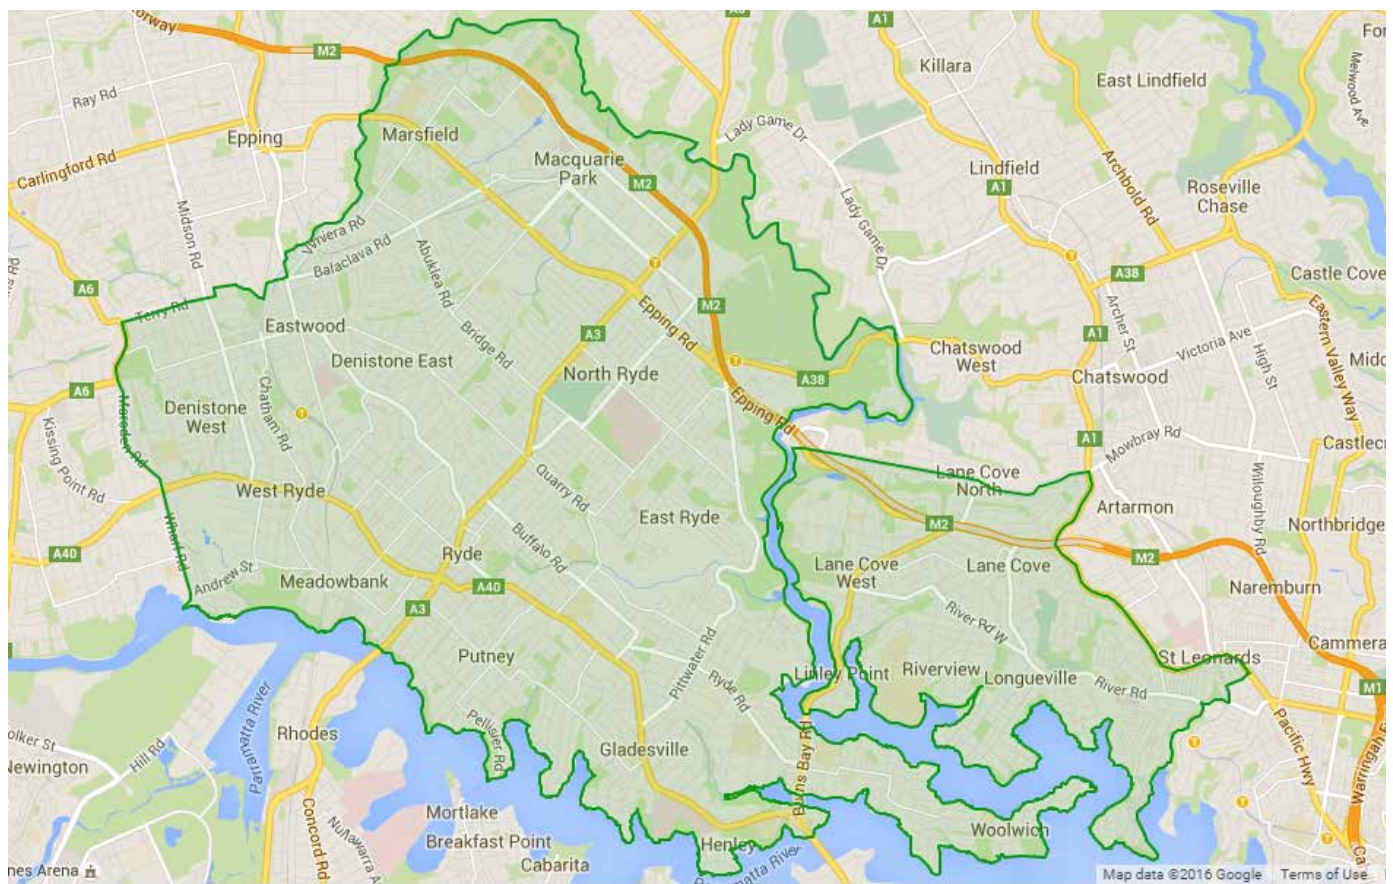 M2
A3
A1
Killara
East Lindfield
Melwood Ave
Ray Rd
Epping
Marsfield
Lady Game Dr
Carlingford Rd
Macquarie
Park
M2
Lindfield
A1
Archbold Rd
Roseville
Chase
Midson Rd
Lady Game Dr
Vimiera Rd
Balaclava Rd
Abuklea Rd
A38
Castle Cove
A6
Terry Rd
Eastwood
Epping Rd
M2
A3
A1
Archer St
Victoria Ave
High St
Eastern Valley Way
Bridge Rd
Denistone East
North Ryde
Chatswood
West
Chatswood
A38
A6
Marsden Rd
Denistone
West
Chatham Rd
Epping Rd
Kissing Point Rd
A1
Mowbray Rd
Lane Cove
North
Willoughby Rd
West Ryde
Quarry Rd
East Ryde
Artarmon
Northbridge
M2
Wharf Rd
A40
Ryde
Buffalo Rd
M2
Andrew St
Meadowbank
A40
A3
Lane Cove
West
Lane Cove
Naremburn
River Rd W
Putney
Pittwater Rd
Ryde Rd
Linley Point
Riverview
Longueville
St Leonards
River Rd
M1
Parramatta River
Rhodes
Hill Rd
Newington
Pellisier Rd
Gladesville
Burns Bay Rd
Pacific Hwy
Concord Rd
Mortlake
Breakfast Point
Cabarita
Henley
Woolwich
Map data ©2016 Google
Terms of Use